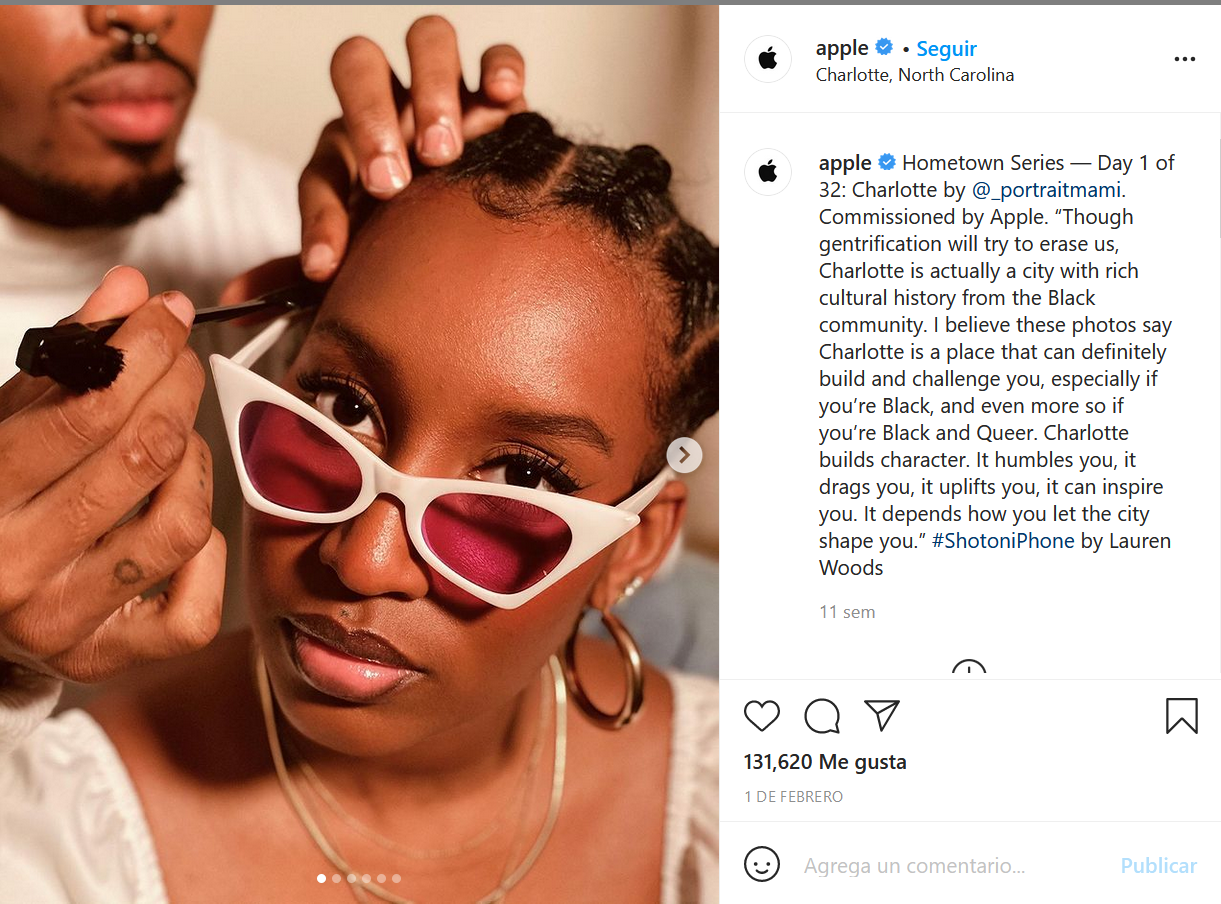 apple • Seguir
Charlotte, North Carolina
apple Hometown Series — Day 1 of
32: Charlotte by @_portraitmami.
Commissioned by Apple. “Though
gentrification will try to erase us,
Charlotte is actually a city with rich
cultural history from the Black
community. I believe these photos say
Charlotte is a place that can definitely
build and challenge you, especially if
you’re Black, and even more so if
you’re Black and Queer. Charlotte
builds character. It humbles you, it
drags you, it uplifts you, it can inspire
you. It depends how you let the city
shape you.” #ShotoniPhone by Lauren
Woods
11 sem
131,620 Me gusta
1 DE FEBRERO
Agrega un comentario... Publicar